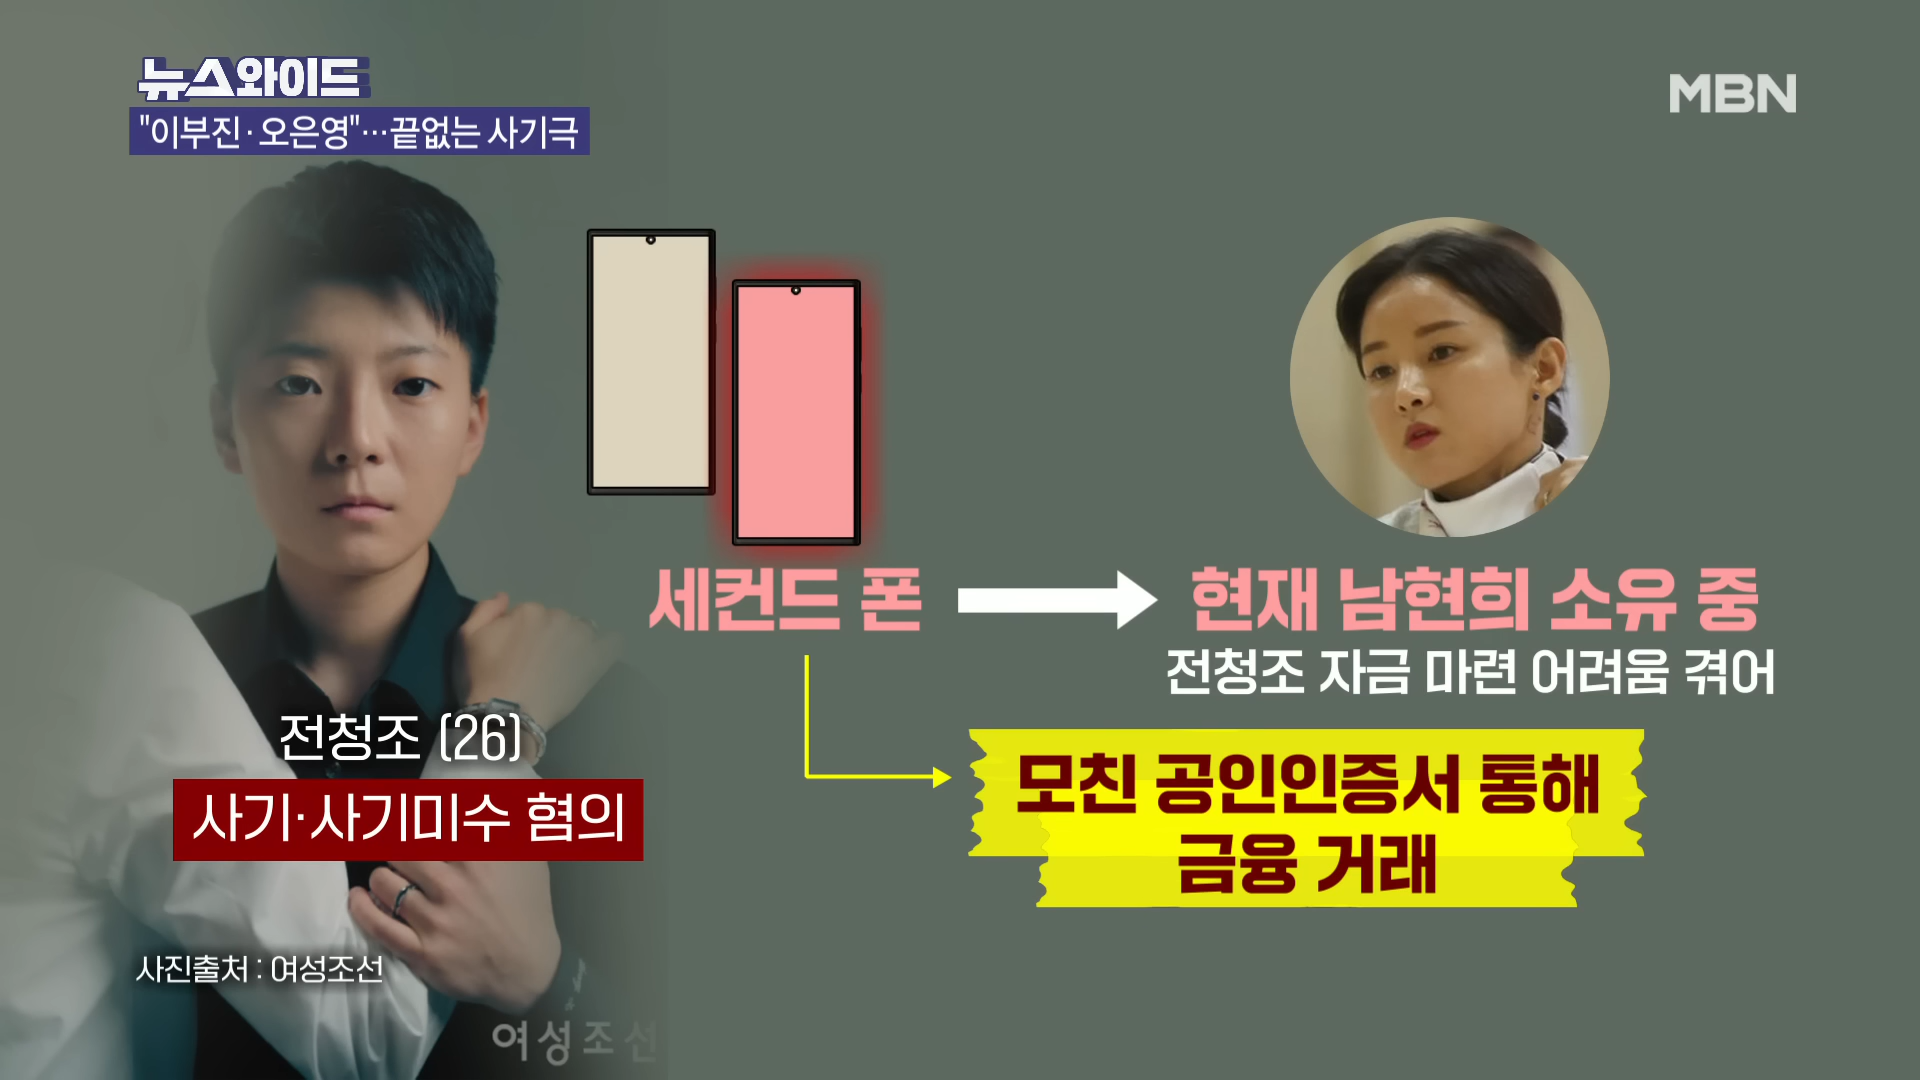 뉴스와이드
MBN
"이부진·오은영"…끝없는 사기극
세컨드 폰
현재 남현희 소유 중
전청조 자금 마련 어려움 겪어
전청조 (26)
사기·사기미수 혐의
모친 공인인증서 통해
금융 거래
사진출처 : 여성조선
여성조선